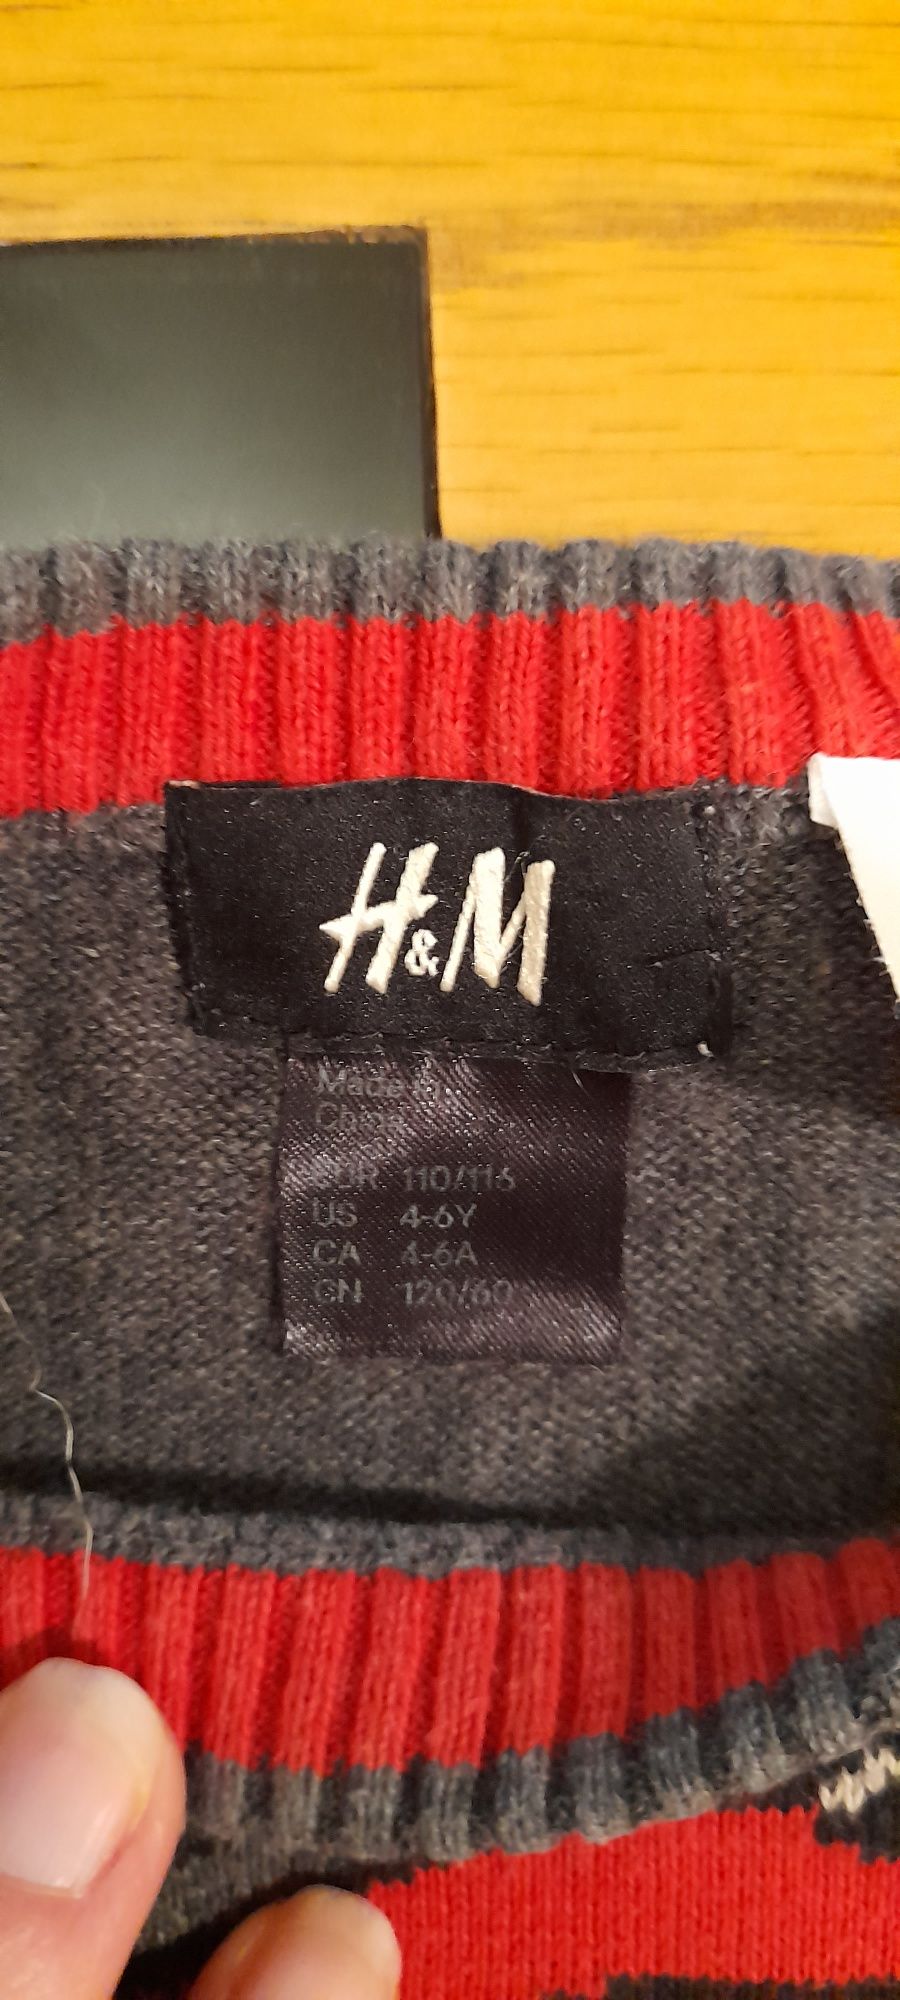 H&M
Made in
China
EUR 110/116
US 4-6Y
CA 4-6A
CN 120/60